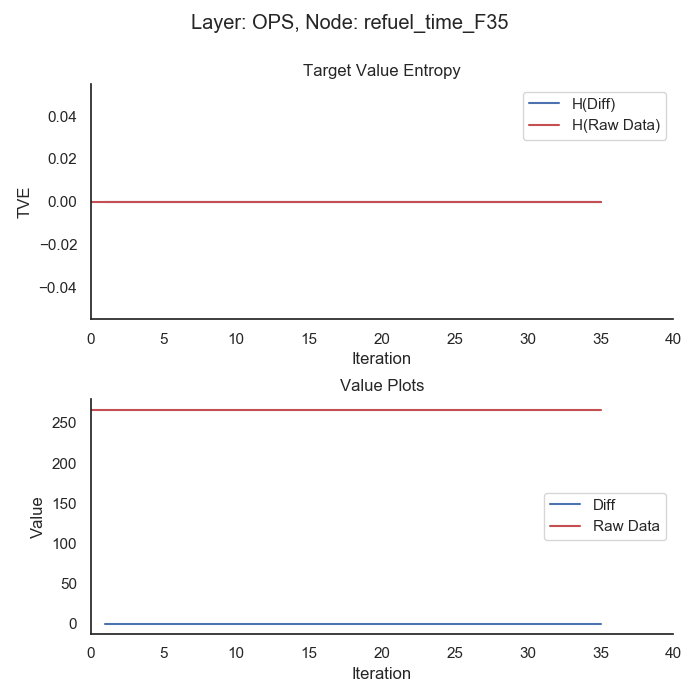 Layer: OPS, Node: refuel_time_F35
Target Value Entropy
H(Diff)
H(Raw Data)
0.04
0.02
0.00
−0.02
−0.04
TVE
0 5 10 15 20 25 30 35 40
Iteration
Value Plots
250
200
150
100
50
0
Value
Diff
Raw Data
0 5 10 15 20 25 30 35 40
Iteration